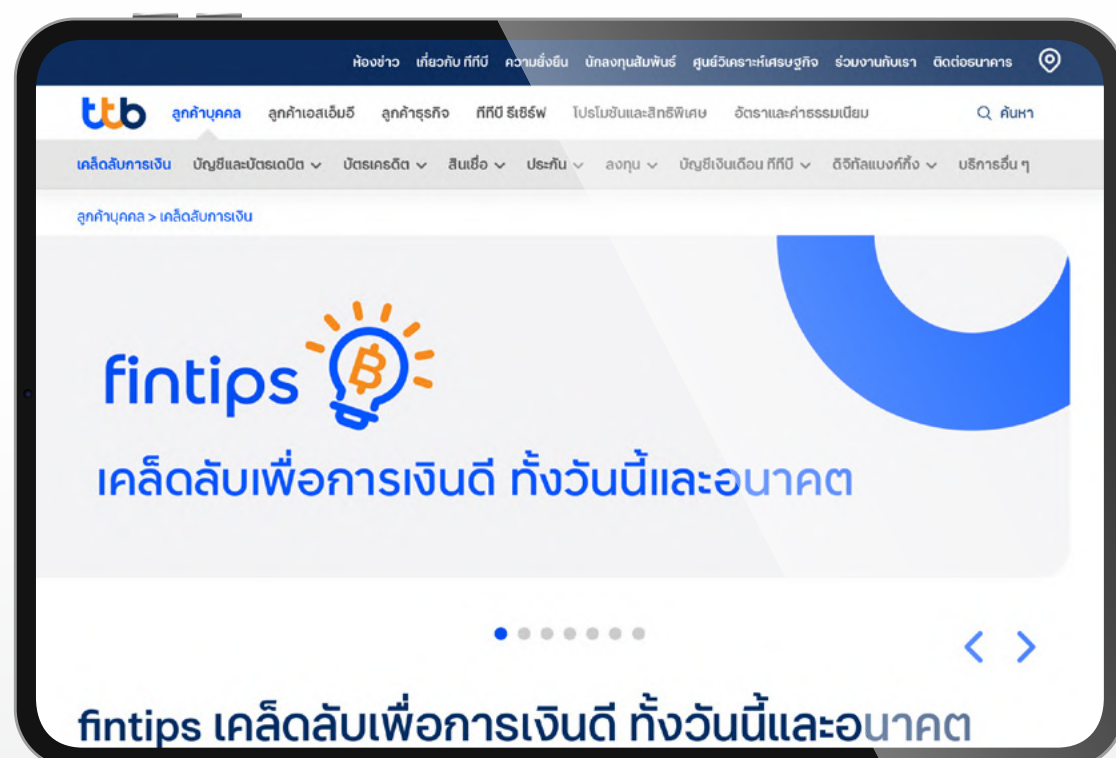 ห้องข่าว เกี่ยวกับ ทีทีบี ความยั่งยืน นักลงทุนสัมพันธ์ ศูนย์วิเคราะห์เศรษฐกิจ ร่วมงานกับเรา ติดต่อธนาคาร
ttb ลูกค้าบุคคล ลูกค้าเอสเอ็มอี ลูกค้าธุรกิจ ทีทีบี รีเซิร์ฟ โปรโมชันและสิทธิพิเศษ อัตราและค่าธรรมเนียม ค้นหา
เคล็ดลับการเงิน บัญชีและบัตรเดบิต บัตรเครดิต สินเชื่อ ประกัน ลงทุน บัญชีเงินเดือน ทีทีบี ดิจิทัลแบงก์กิ้ง บริการอื่น ๆ
ลูกค้าบุคคล > เคล็ดลับการเงิน
fintips
เคล็ดลับเพื่อการเงินดี ทั้งวันนี้และอนาคต
fintips เคล็ดลับเพื่อการเงินดี ทั้งวันนี้และอนาคต